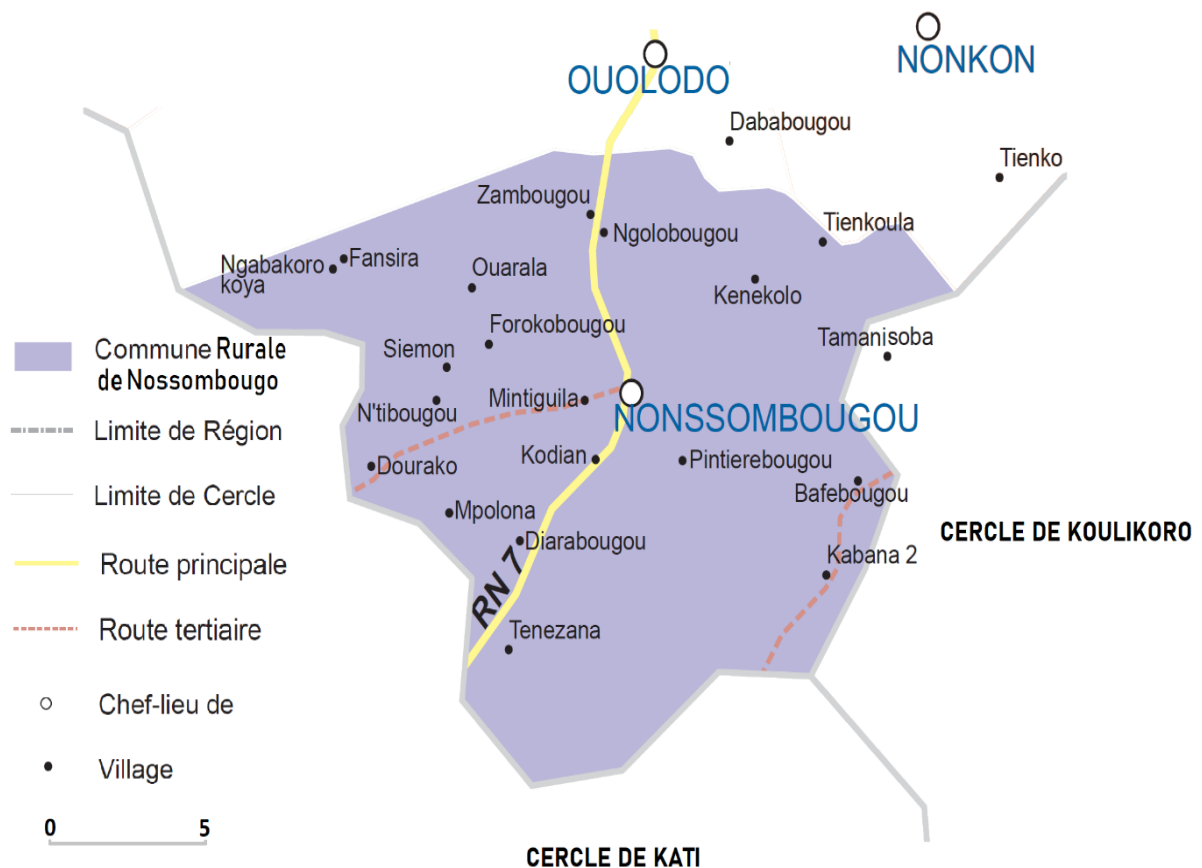 NONKON
OUOLODO
Dababougou
Tienko
Zambougou
Tienkoula
Ngolobougou
Ngabakoro
koya
Fansira
Ouarala
Kenekolo
Forokobougou
Tamanisoba
Siemon
N'tibougou
Mintiguila
NONSSOMBOUGOU
Kodian
Pintierebougou
Dourako
Bafebougou
Mpolona
Diarabougou
Kabana 2
RN 7
Tenezana
CERCLE DE KOULIKORO
CERCLE DE KATI
Commune Rurale
de Nossombougo
Limite de Région
Limite de Cercle
Route principale
Route tertiaire
Chef-lieu de
Village
0 5